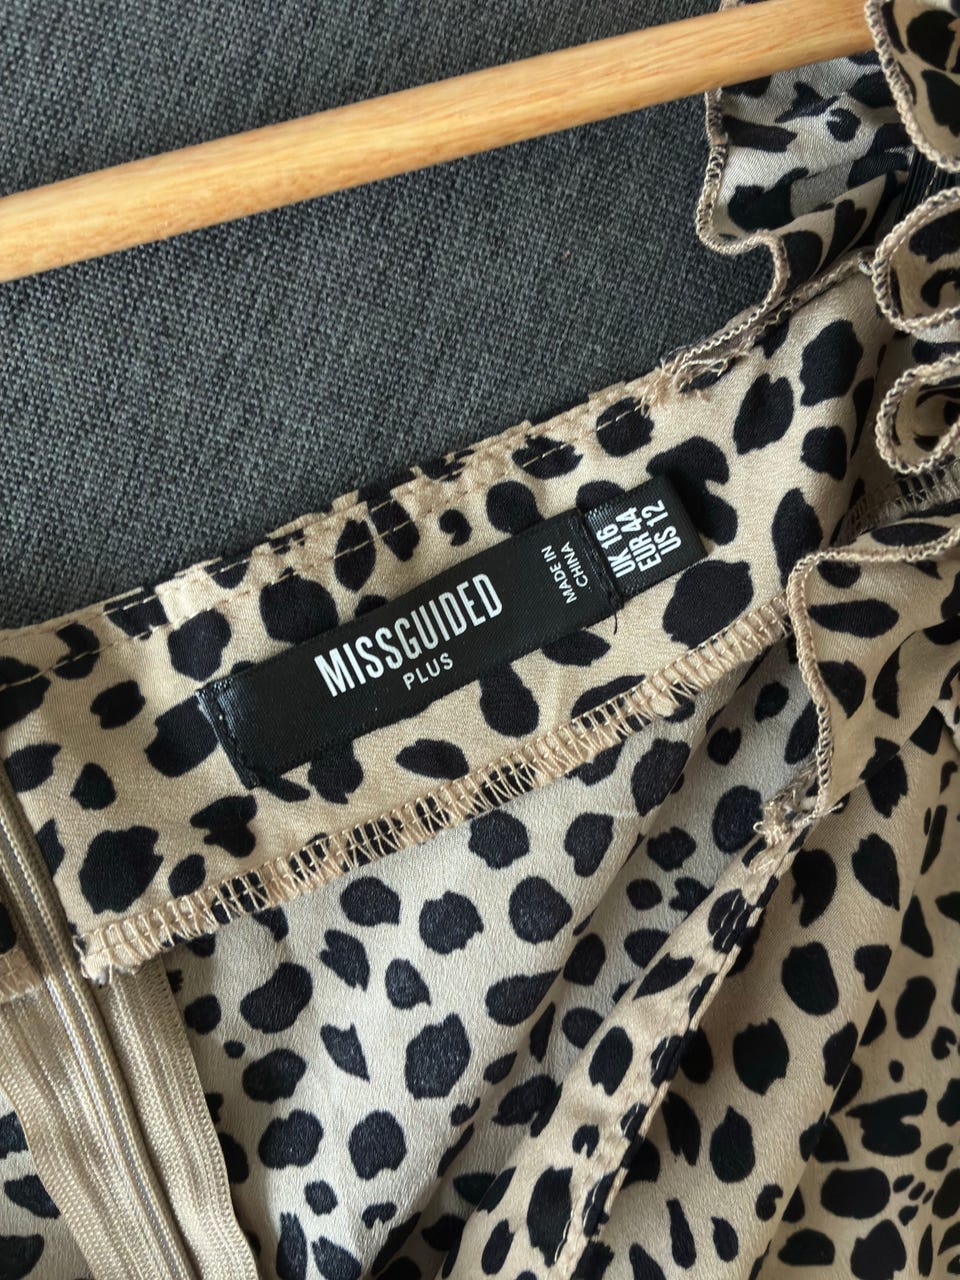 MISSGUIDED
PLUS
MADE IN
CHINA
UK 16
EUR 44
US 12